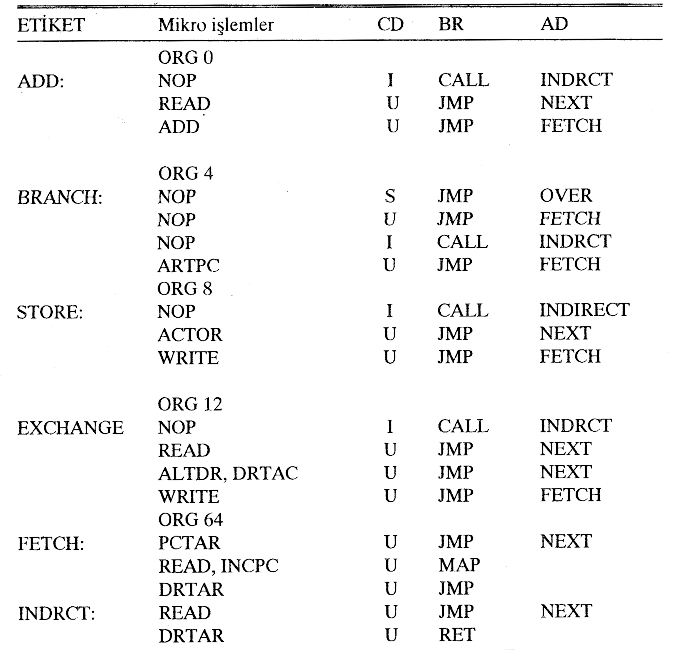 ETİKET Mikro işlemler CD BR AD
ORG 0
ADD: NOP I CALL INDRCT
READ U JMP NEXT
ADD U JMP FETCH
ORG 4
BRANCH: NOP S JMP OVER
NOP U JMP FETCH
NOP I CALL INDRCT
ARTPC U JMP FETCH
ORG 8
STORE: NOP I CALL INDIRECT
ACTOR U JMP NEXT
WRITE U JMP FETCH
ORG 12
EXCHANGE NOP I CALL INDRCT
READ U JMP NEXT
ALTDR, DRTAC U JMP NEXT
WRITE U JMP FETCH
ORG 64
FETCH: PCTAR U JMP NEXT
READ, INCPC U MAP
DRTAR U JMP
INDRCT: READ U JMP NEXT
DRTAR U RET